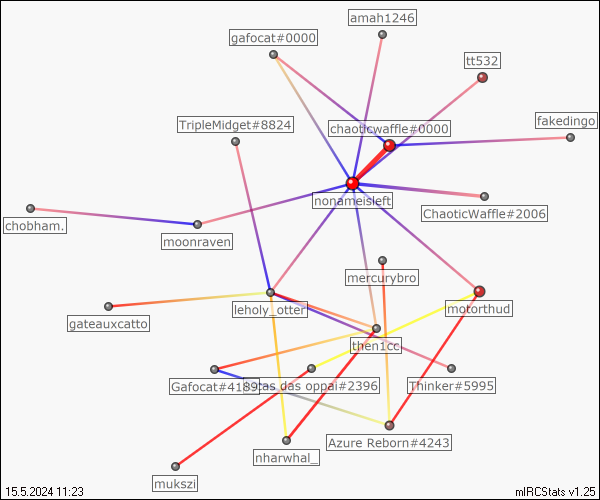 amah1246
gafocat#0000
tt532
fakedingo
chaoticwaffle#0000
TripleMidget#8824
nonameisleft
ChaoticWaffle#2006
chobham.
moonraven
mercurybro
leholy_otter
motorthud
gateauxcatto
then1cc
Gafocat#4189
das oppai#2396
Thinker#5995
Azure Reborn#4243
nharwhal_
mukszi
15.5.2024 11:23
mIRCStats v1.25